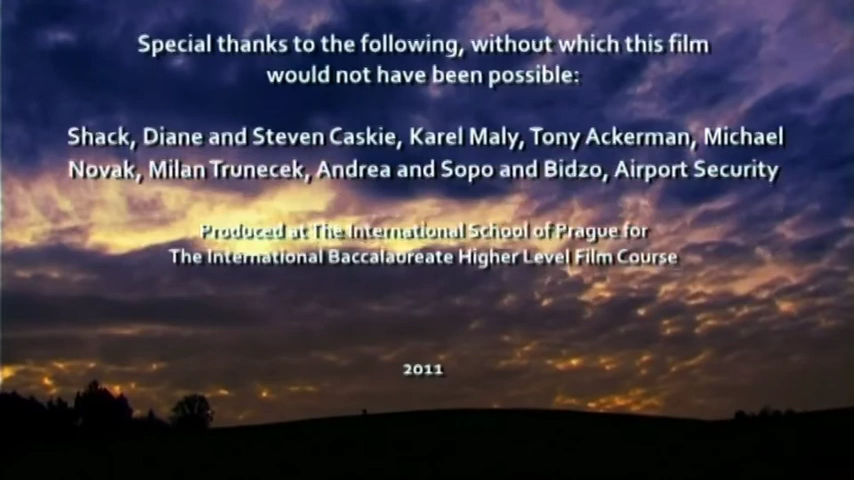 Special thanks to the following, without which this film
would not have been possible:
Shack, Diane and Steven Caskie, Karel Maly, Tony Ackerman, Michael
Novak, Milan Trunecek, Andrea and Sopo and Bidzo, Airport Security
Produced at The International School of Prague for
The International Baccalaureate Higher Level Film Course
2011